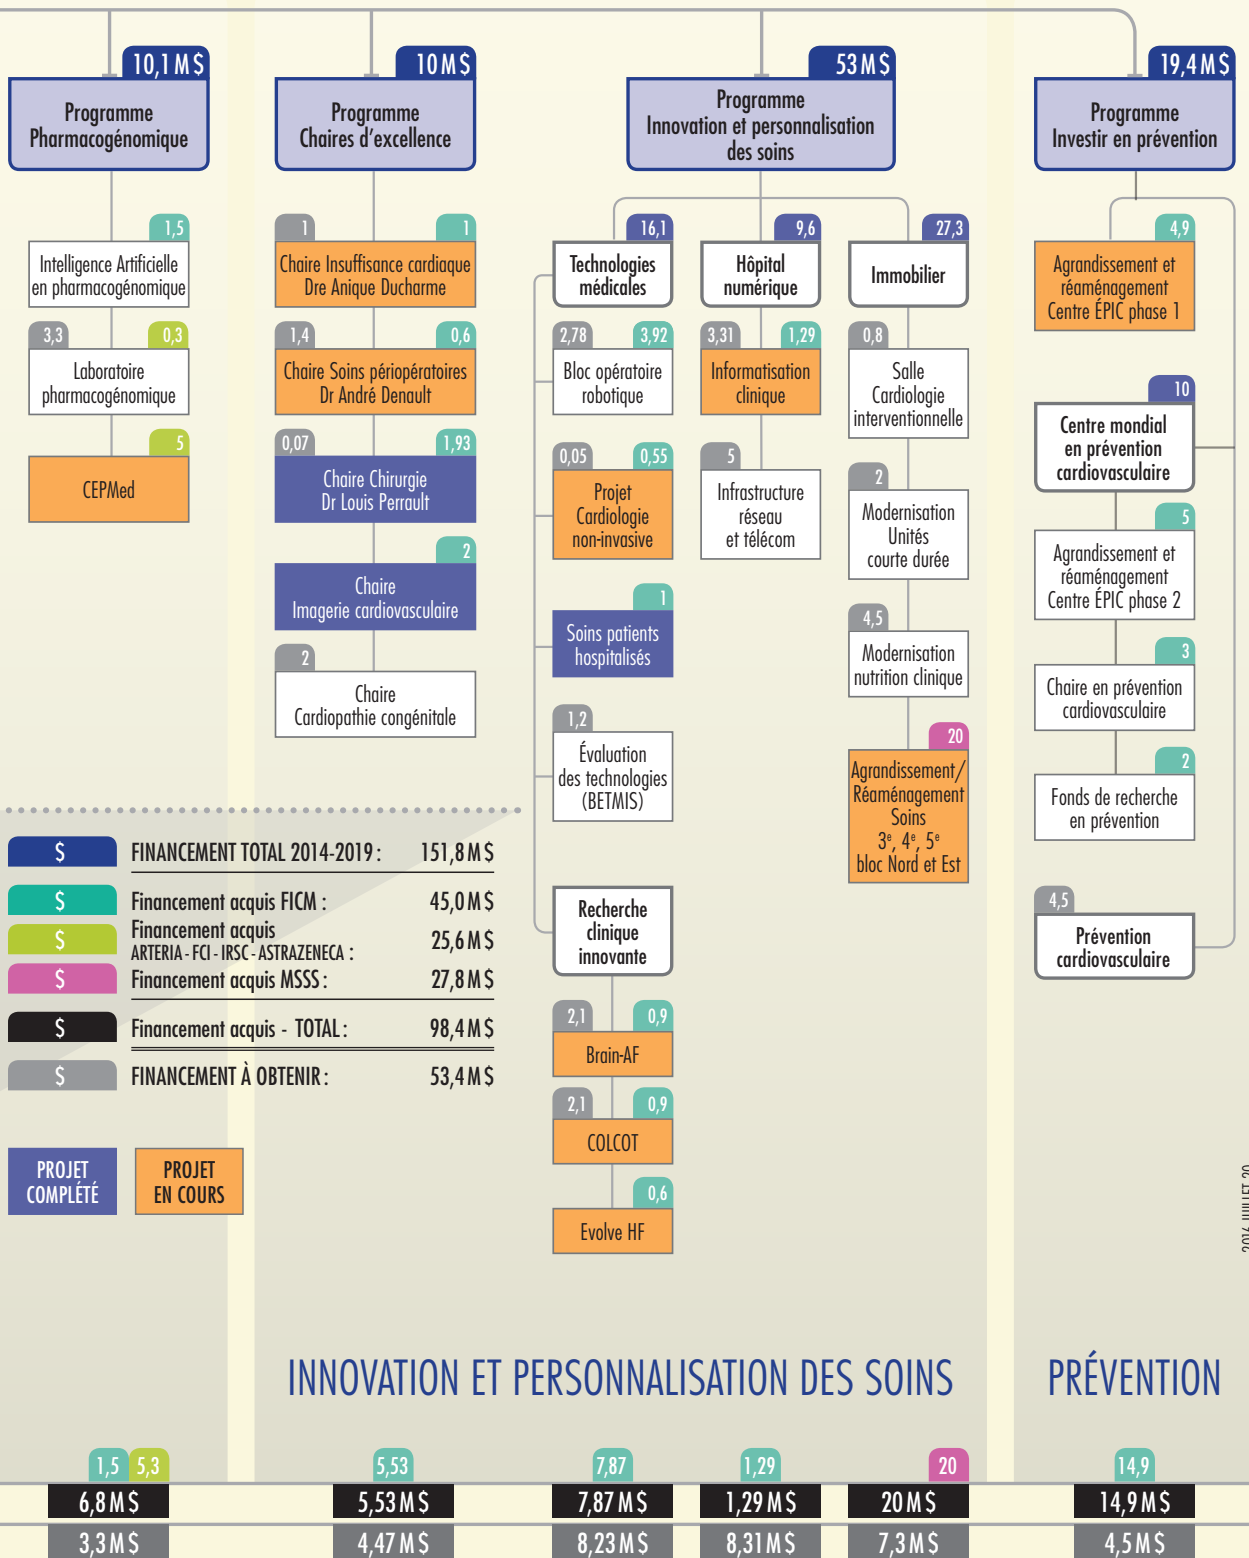 10,1 M $
Programme
Pharmacogénomique
1,5
Intelligence Artificielle
en pharmacogénomique
3,3
0,3
Laboratoire
pharmacogénomique
5
CEPMed
10 M $
Programme
Chaires d'excellence
1
1
Chaire Insuffisance cardiaque
Dre Anique Ducharme
1,4
0,6
Chaire Soins périopératoires
Dr André Denault
0,07
1,93
Chaire Chirurgie
Dr Louis Perrault
2
Chaire
Imagerie cardiovasculaire
2
Chaire
Cardiopathie congénitale
53 M $
Programme
Innovation et personnalisation
des soins
16,1
Technologies
médicales
2,78
3,92
Bloc opératoire
robotique
0,05
0,55
Projet
Cardiologie
non-invasive
1
Soins patients
hospitalisés
1,2
Évaluation
des technologies
(BETMIS)
Recherche
clinique
innovante
2,1
0,9
Brain-AF
2,1
0,9
COLCOT
0,6
Evolve HF
9,6
Hôpital
numérique
3,31
1,29
Informatisation
clinique
5
Infrastructure
réseau
et télécom
27,3
Immobilier
0,8
Salle
Cardiologie
interventionnelle
2
Modernisation
Unités
courte durée
4,5
Modernisation
nutrition clinique
20
Agrandissement/
Réaménagement
Soins
3e, 4e, 5e
bloc Nord et Est
19,4 M $
Programme
Investir en prévention
4,9
Agrandissement et
réaménagement
Centre ÉPIC phase 1
10
Centre mondial
en prévention
cardiovasculaire
5
Agrandissement et
réaménagement
Centre ÉPIC phase 2
3
Chaire en prévention
cardiovasculaire
2
Fonds de recherche
en prévention
4,5
Prévention
cardiovasculaire
$ FINANCEMENT TOTAL 2014-2019 : 151,8 M $
$ Financement acquis FICM : 45,0 M $
$ Financement acquis
ARTERIA - FCI - IRSC - ASTRAZENECA : 25,6 M $
$ Financement acquis MSSS : 27,8 M $
$ Financement acquis - TOTAL : 98,4 M $
$ FINANCEMENT À OBTENIR : 53,4 M $
PROJET
COMPLÉTÉ
PROJET
EN COURS
INNOVATION ET PERSONNALISATION DES SOINS
PRÉVENTION
1,5 5,3 5,53 7,87 1,29 20 14,9
6,8 M $ 5,53 M $ 7,87 M $ 1,29 M $ 20 M $ 14,9 M $
3,3 M $ 4,47 M $ 8,23 M $ 8,31 M $ 7,3 M $ 4,5 M $